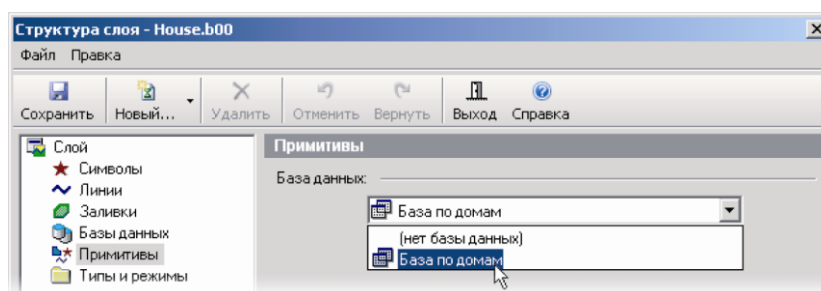 Структура слоя - House.b00
Файл Правка
Сохранить Новый... Удалить Отменить Вернуть Выход Справка
Слой
Символы
Линии
Заливки
Базы данных
Примитивы
Типы и режимы
Примитивы
База данных:
База по домам
(нет базы данных)
База по домам